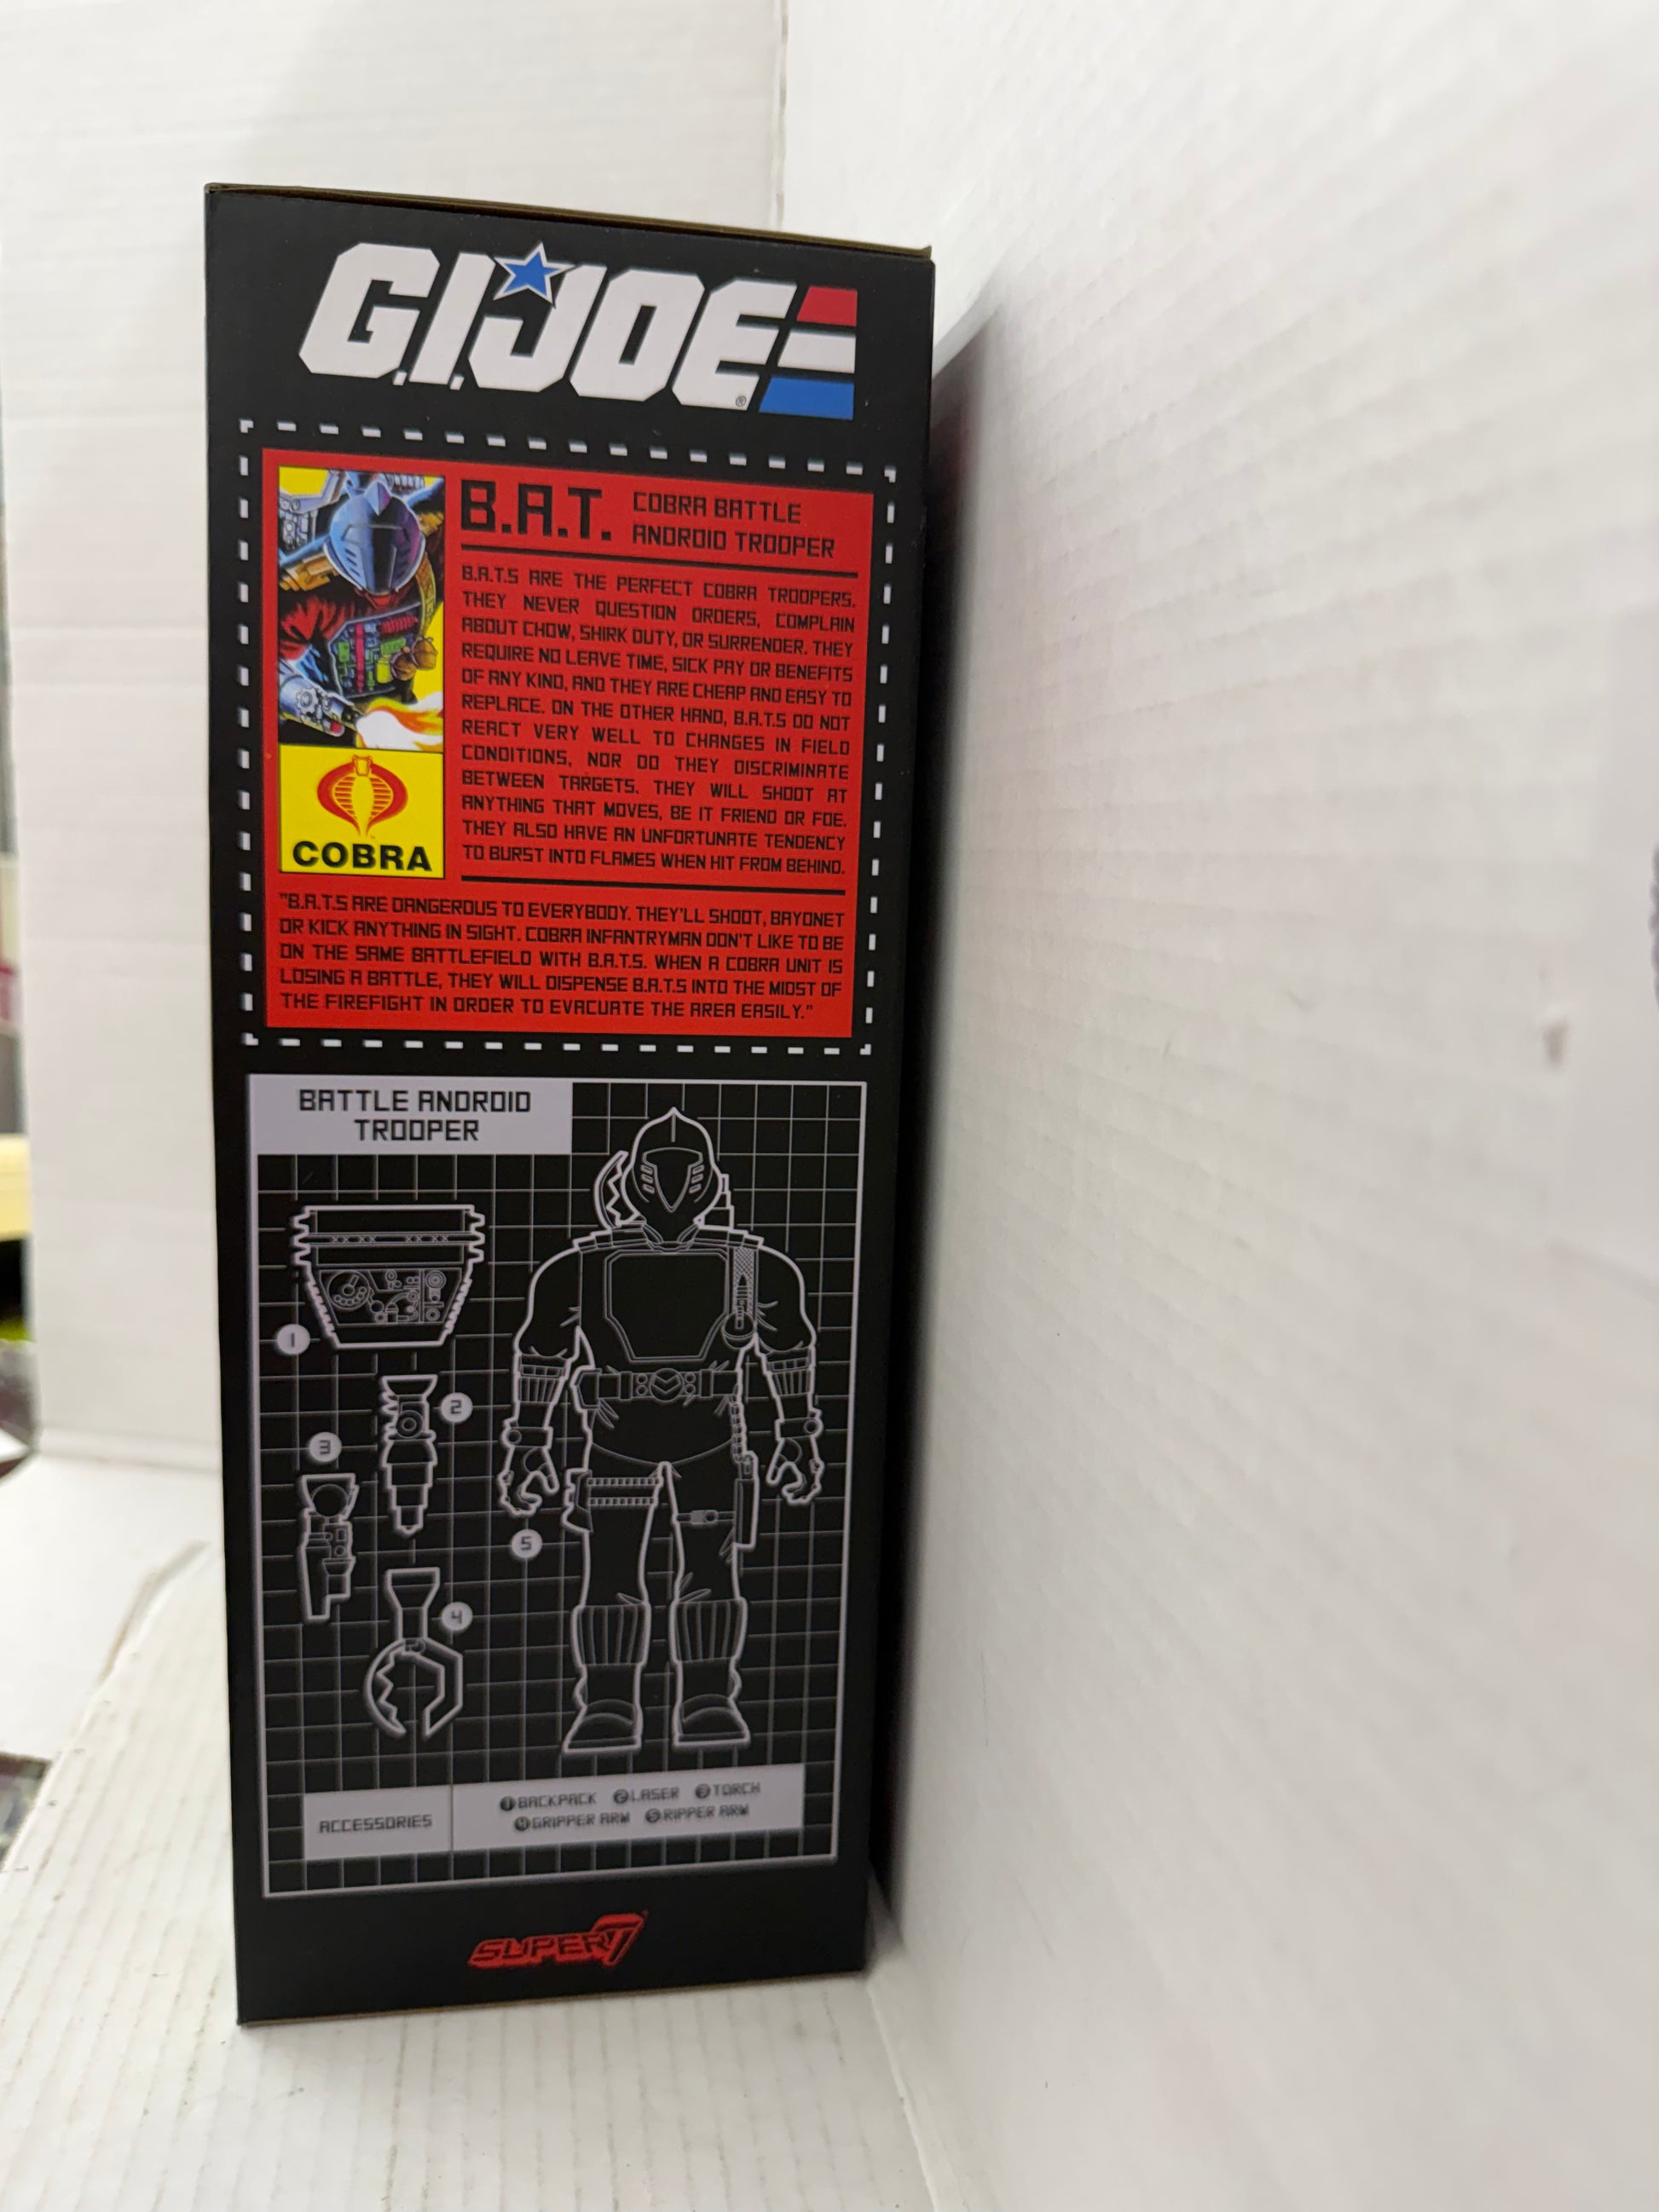 G.I.JOE
®
B.A.T.
COBRA BATTLE
ANDROID TROOPER
B.A.T.S ARE THE PERFECT COBRA TROOPERS.
THEY NEVER QUESTION ORDERS, COMPLAIN
ABOUT CHOW, SHIRK DUTY, OR SURRENDER. THEY
REQUIRE NO LEAVE TIME, SICK PAY OR BENEFITS
OF ANY KIND, AND THEY ARE CHEAP AND EASY TO
REPLACE. ON THE OTHER HAND, B.A.T.S DO NOT
REACT VERY WELL TO CHANGES IN FIELD
CONDITIONS, NOR DO THEY DISCRIMINATE
BETWEEN TARGETS. THEY WILL SHOOT AT
ANYTHING THAT MOVES, BE IT FRIEND OR FOE.
THEY ALSO HAVE AN UNFORTUNATE TENDENCY
TO BURST INTO FLAMES WHEN HIT FROM BEHIND.
COBRA
"B.A.T.S ARE DANGEROUS TO EVERYBODY. THEY'LL SHOOT, BAYONET
OR KICK ANYTHING IN SIGHT. COBRA INFANTRYMAN DON'T LIKE TO BE
ON THE SAME BATTLEFIELD WITH B.A.T.S. WHEN A COBRA UNIT IS
LOSING A BATTLE, THEY WILL DISPENSE B.A.T.S INTO THE MIDST OF
THE FIREFIGHT IN ORDER TO EVACUATE THE AREA EASILY."
BATTLE ANDROID
TROOPER
1
2
3
5
4
ACCESSORIES
1 BACKPACK 2 LASER 3 TORCH
4 GRIPPER ARM 5 RIPPER ARM
SUPER7